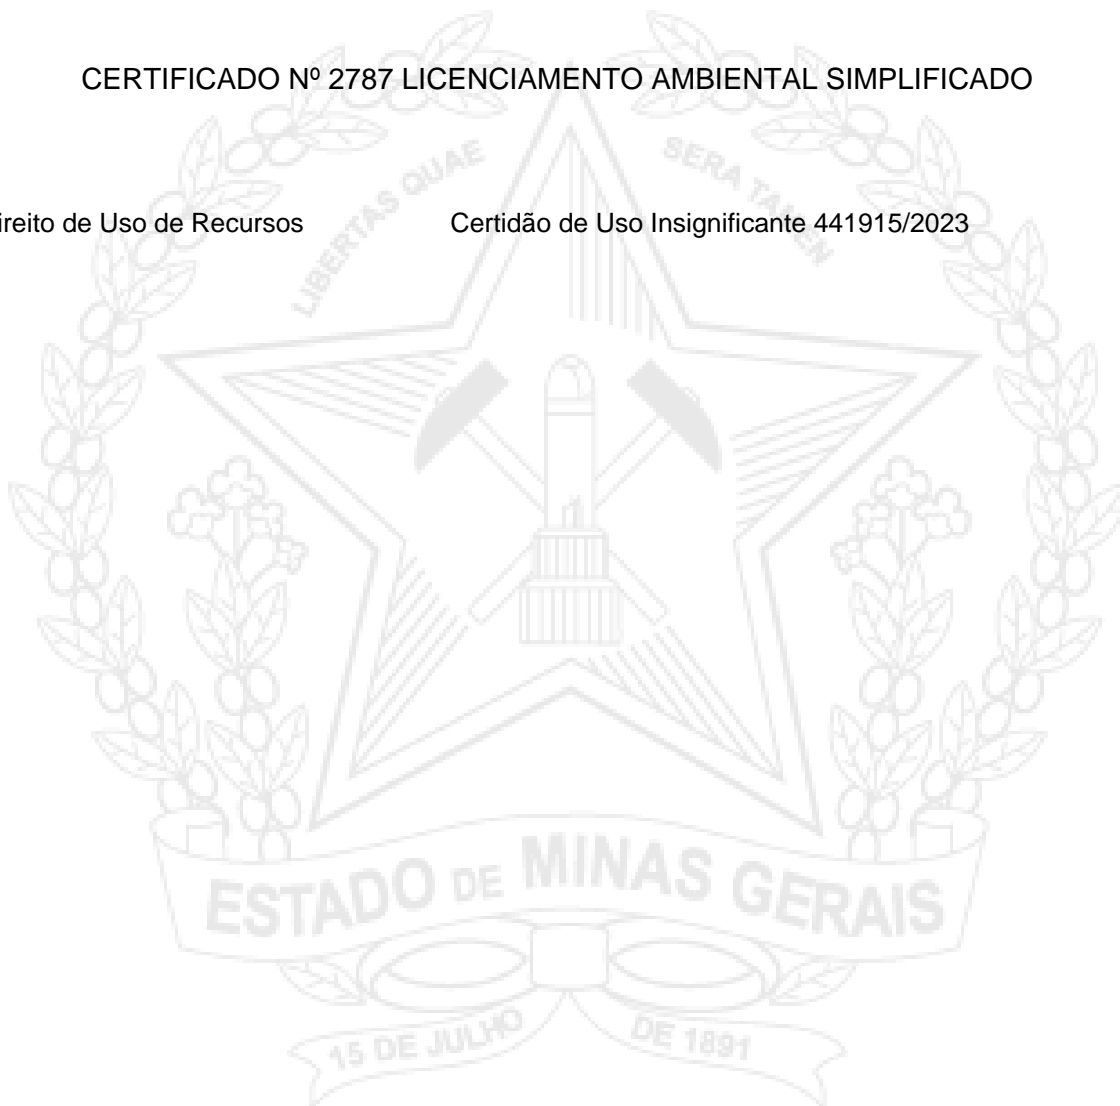 CERTIFICADO Nº 2787 LICENCIAMENTO AMBIENTAL SIMPLIFICADO
LIBERTAS QUAE SERA TAMEN
ireito de Uso de Recursos Certidão de Uso Insignificante 441915/2023
ESTADO DE MINAS GERAIS
15 DE JULHO DE 1891